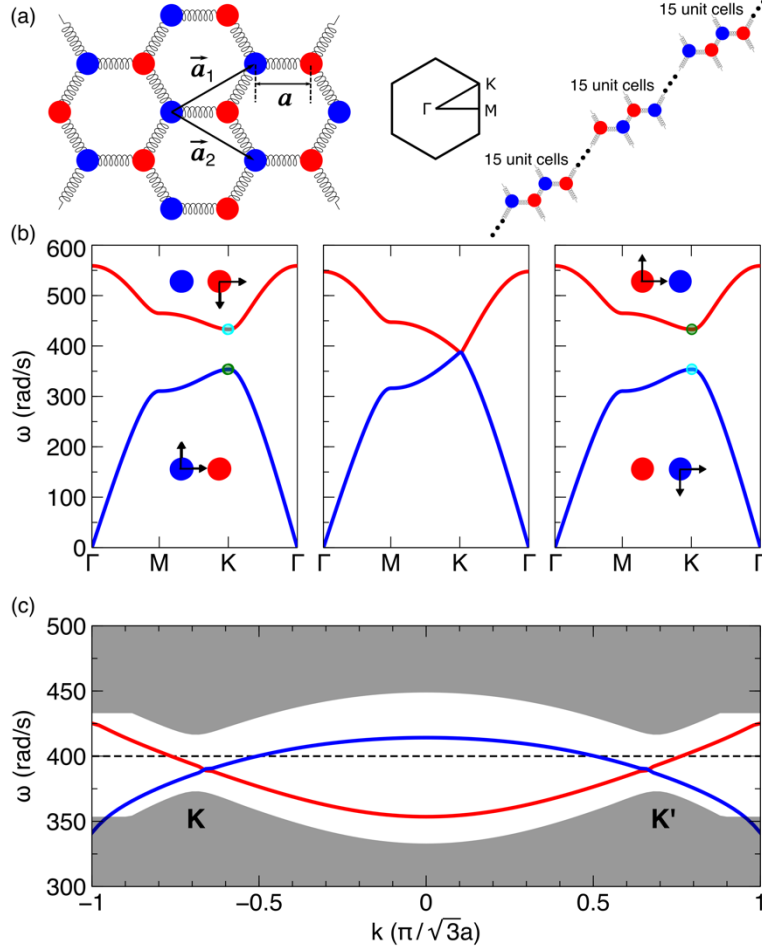 (a)
15 unit cells
15 unit cells
15 unit cells
a⃗₁
a
a⃗₂
Γ
K
M
(b)
600
500
400
300
200
100
0
ω (rad/s)
Γ M K Γ
Γ M K Γ
Γ M K Γ
(c)
500
450
400
350
300
ω (rad/s)
K
K'
−1 −0.5 0 0.5 1
k (π/√3a)